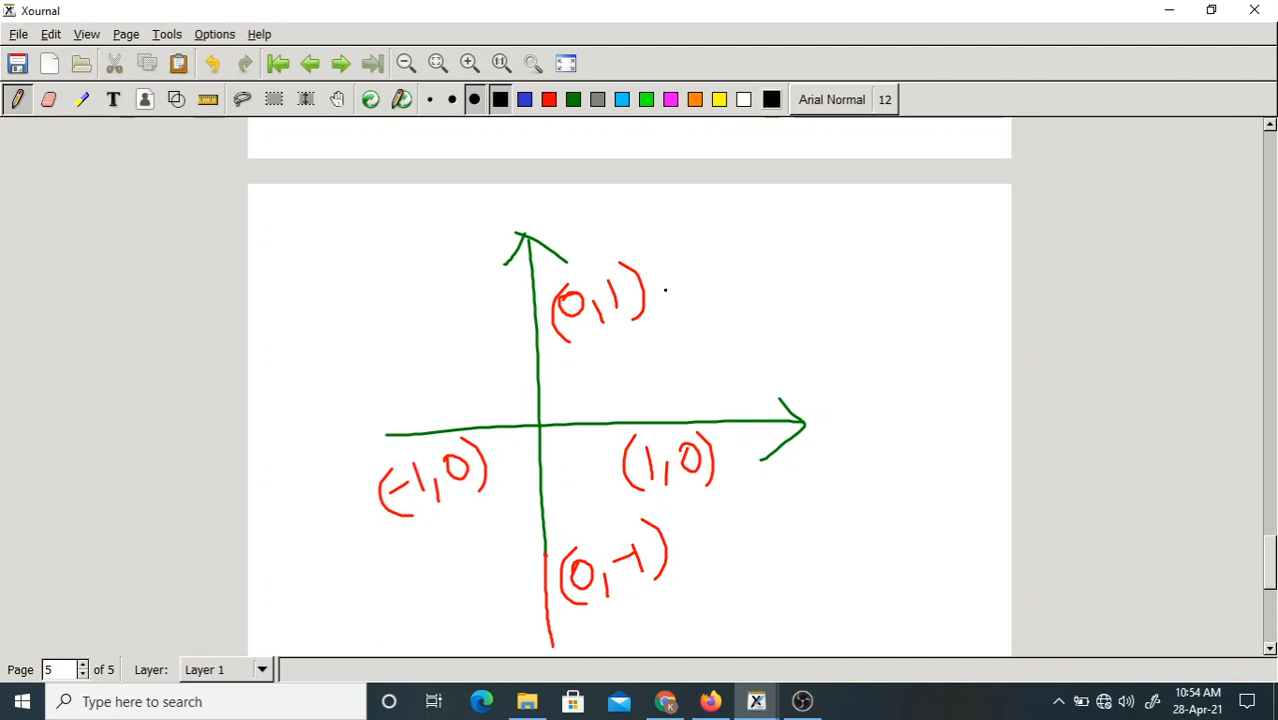 Xournal
File Edit View Page Tools Options Help
Arial Normal 12
(0,1)
(-1,0) (1,0)
(0,-1)
Page 5 of 5 Layer: Layer 1
Type here to search
10:54 AM
28-Apr-21